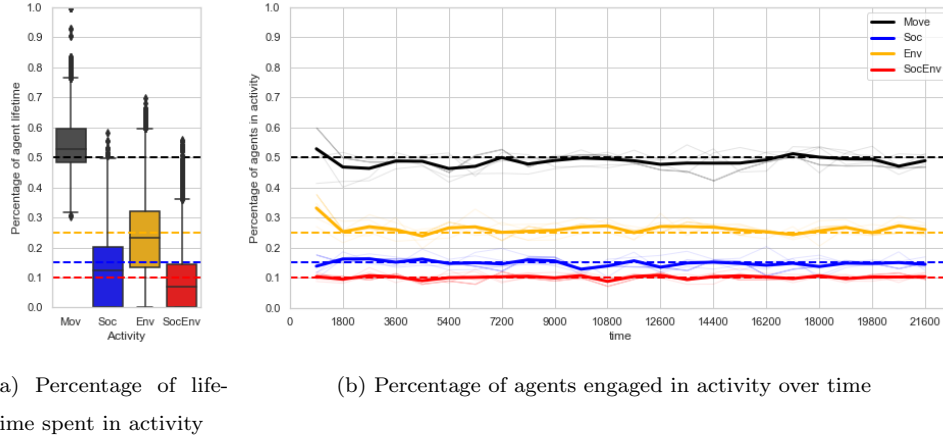 Percentage of agent lifetime
1.0
0.9
0.8
0.7
0.6
0.5
0.4
0.3
0.2
0.1
0.0
Mov Soc Env SocEnv
Activity
Percentage of agents in activity
1.0
0.9
0.8
0.7
0.6
0.5
0.4
0.3
0.2
0.1
0.0
0 1800 3600 5400 7200 9000 10800 12600 14400 16200 18000 19800 21600
time
Move
Soc
Env
SocEnv
a) Percentage of life-
ime spent in activity
(b) Percentage of agents engaged in activity over time